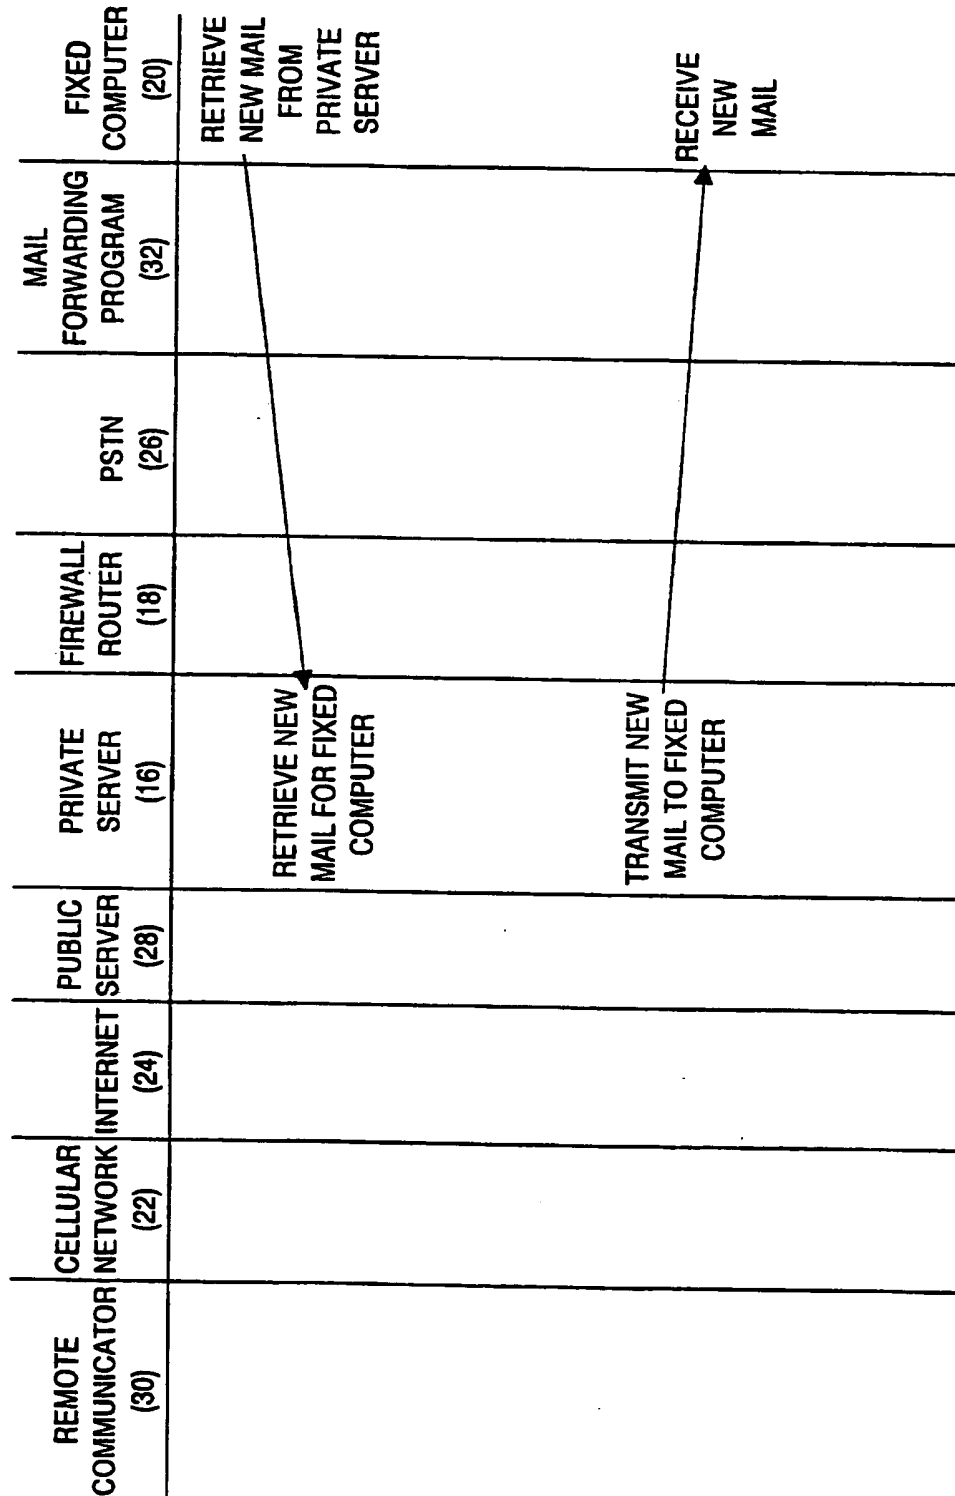 REMOTE
COMMUNICATOR
(30)
CELLULAR
NETWORK
(22)
INTERNET
(24)
PUBLIC
SERVER
(28)
PRIVATE
SERVER
(16)
FIREWALL
ROUTER
(18)
PSTN
(26)
MAIL
FORWARDING
PROGRAM
(32)
FIXED
COMPUTER
(20)
RETRIEVE
NEW MAIL
FROM
PRIVATE
SERVER
RETRIEVE NEW
MAIL FOR FIXED
COMPUTER
TRANSMIT NEW
MAIL TO FIXED
COMPUTER
RECEIVE
NEW
MAIL